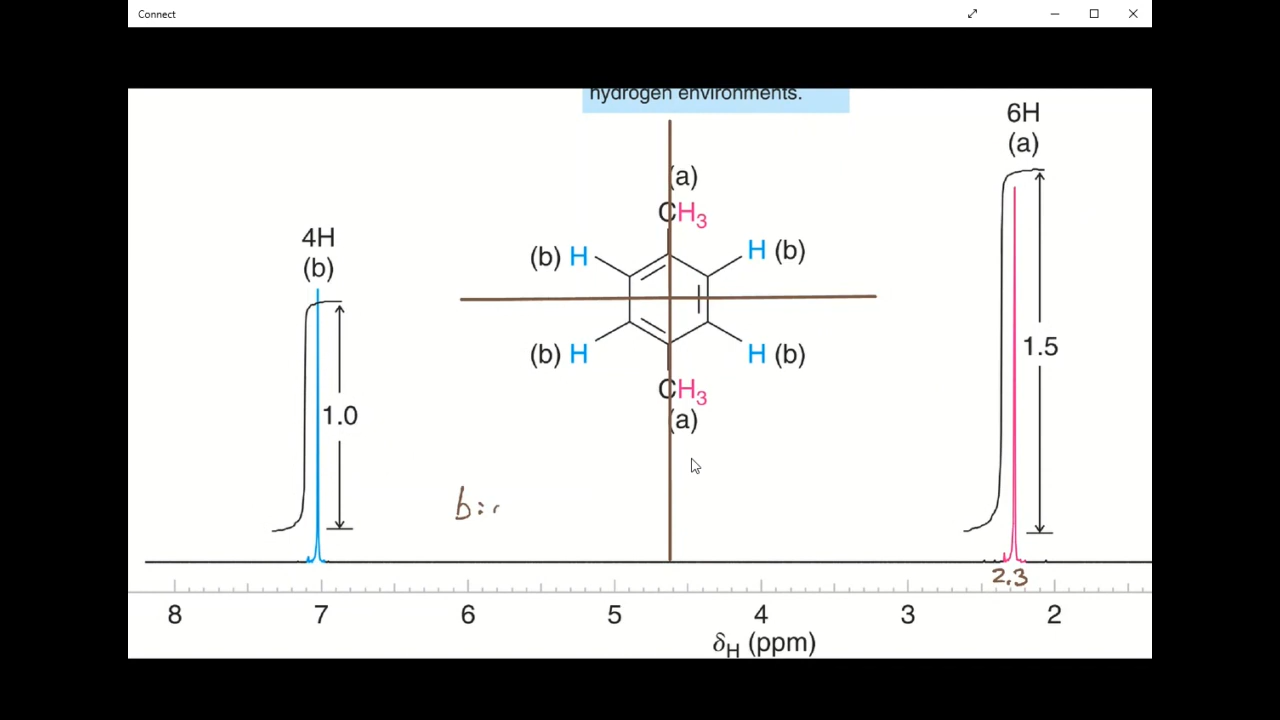 Connect
hydrogen environments.
6H
(a)
(a)
CH₃
4H
(b)
(b) H
H (b)
1.5
(b) H
H (b)
CH₃
(a)
1.0
b:
2.3
8 7 6 5 4 3 2
δH (ppm)